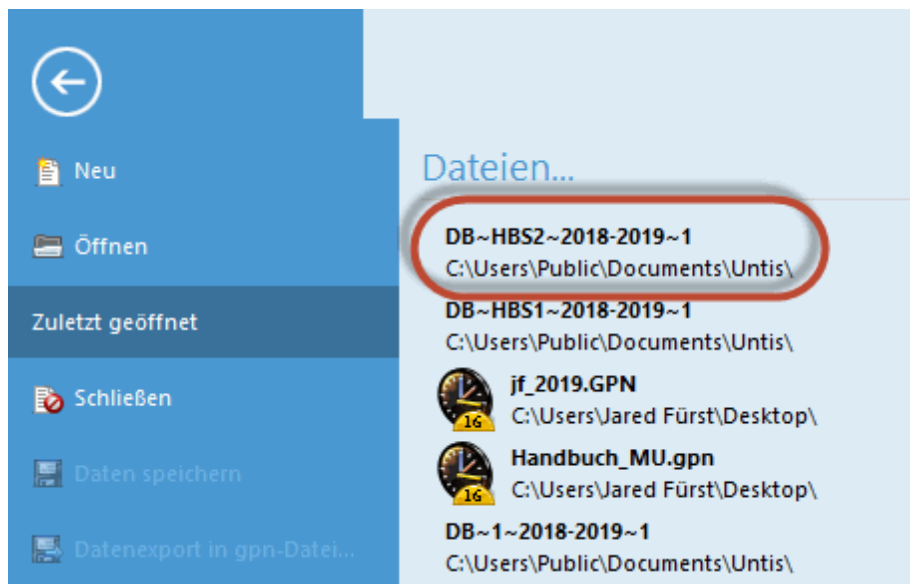 Neu
Öffnen
Zuletzt geöffnet
Schließen
Daten speichern
Datenexport in gpn-Datei...
Dateien...
DB~HBS2~2018-2019~1
C:\Users\Public\Documents\Untis\
DB~HBS1~2018-2019~1
C:\Users\Public\Documents\Untis\
jf_2019.GPN
C:\Users\Jared Fürst\Desktop\
16
Handbuch_MU.gpn
C:\Users\Jared Fürst\Desktop\
16
DB~1~2018-2019~1
C:\Users\Public\Documents\Untis\